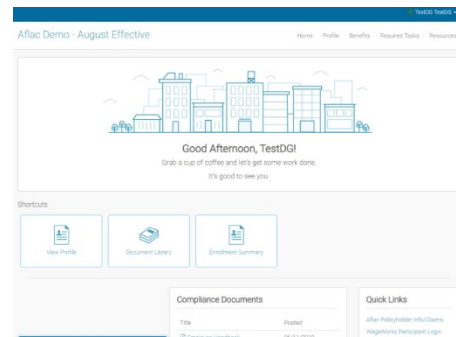 TestDG TestDG
Aflac Demo - August Effective
Home Profile Benefits Required Tasks Resources
Good Afternoon, TestDG!
Grab a cup of coffee and let's get some work done.
It's good to see you
Shortcuts
View Profile
Document Library
Enrollment Summary
Compliance Documents
Title Posted
Quick Links
Aflac Policyholder Info/Claims
WageWorks Participant Login